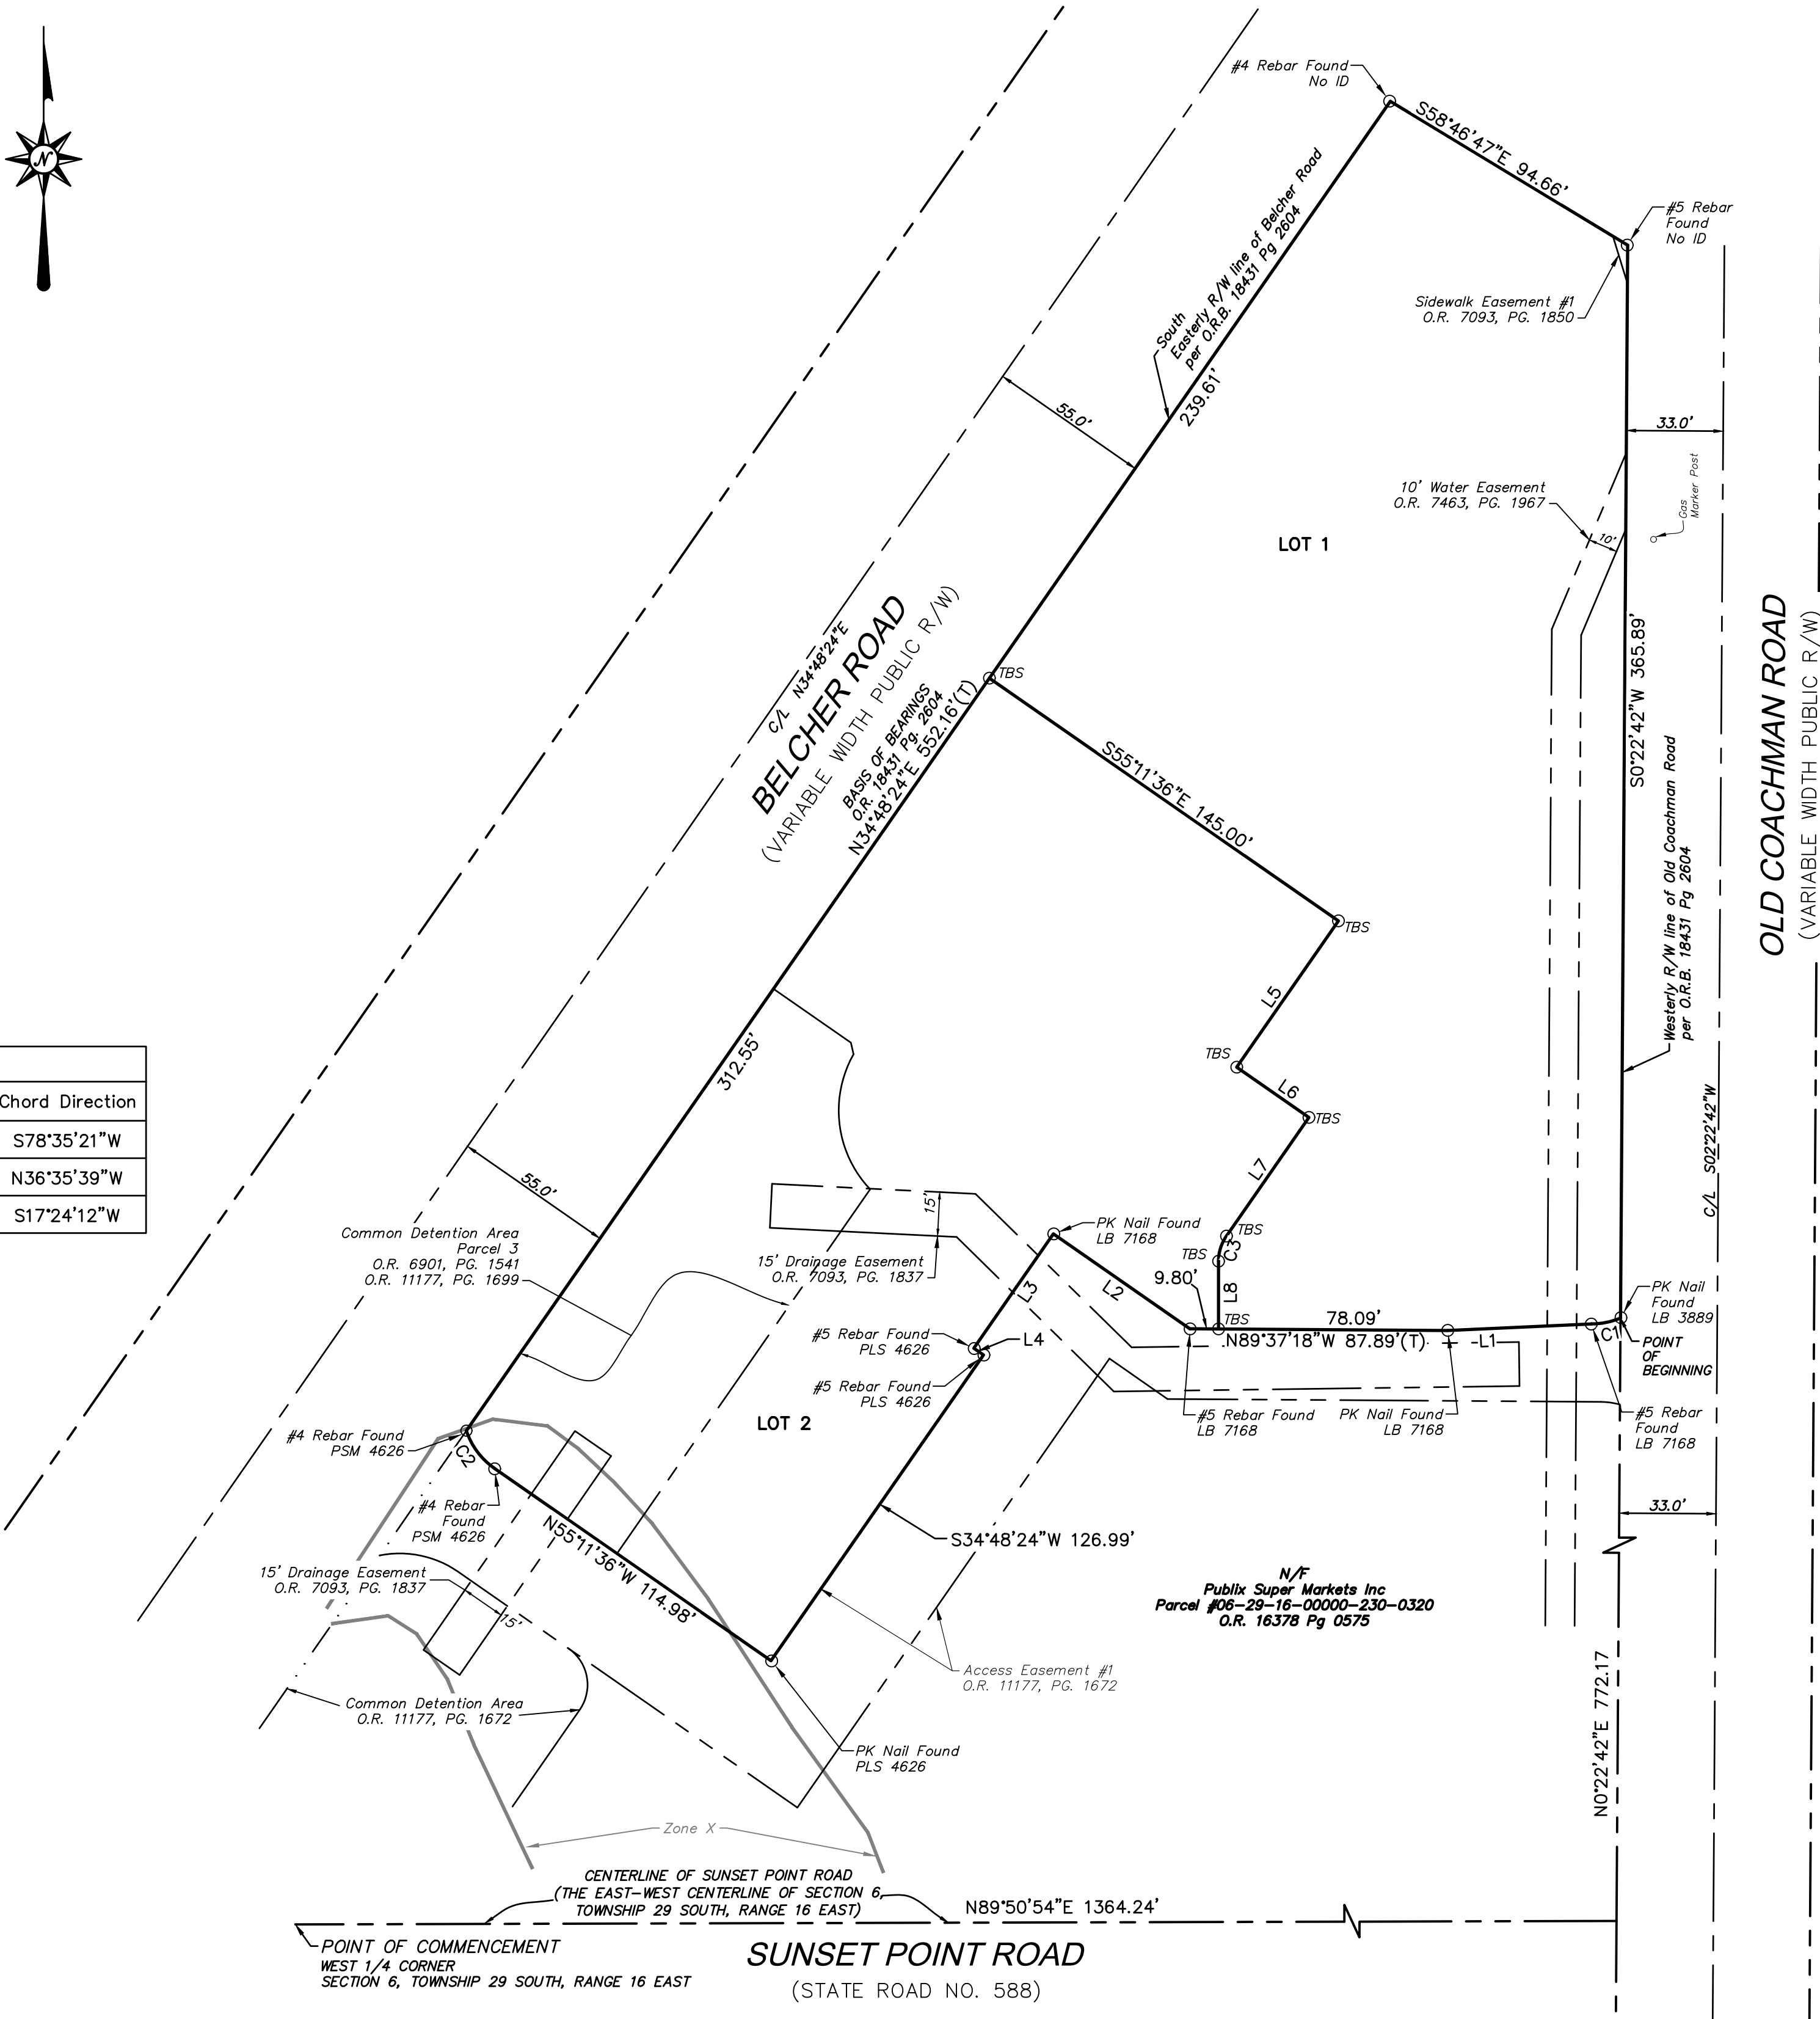 N
#4 Rebar Found
No ID
S58°46'47"E 94.66'
#5 Rebar
Found
No ID
South
Easterly R/W line of Belcher Road
per O.R.B. 18431 Pg 2604
Sidewalk Easement #1
O.R. 7093, PG. 1850
239.61'
55.0'
33.0'
Gas
Marker Post
10' Water Easement
O.R. 7463, PG. 1967
10'
LOT 1
OLD COACHMAN ROAD
(VARIABLE WIDTH PUBLIC R/W)
S0°22'42"W 365.89'
C/L N34°48'24"E
BELCHER ROAD
(VARIABLE WIDTH PUBLIC R/W)
BASIS OF BEARINGS
O.R. 18431 Pg. 2604
N34°48'24"E 552.16'(T)
TBS
S55°11'36"E 145.00'
Westerly R/W line of Old Coachman Road
per O.R.B. 18431 Pg 2604
TBS
L5
312.55'
TBS
L6
TBS
Chord Direction
S78°35'21"W
N36°35'39"W
S17°24'12"W
C/L S02°22'42"W
L7
55.0'
15'
Common Detention Area
Parcel 3
O.R. 6901, PG. 1541
O.R. 11177, PG. 1699
15' Drainage Easement
O.R. 7093, PG. 1837
PK Nail Found
LB 7168
TBS
TBS
C3
L3
L2
9.80'
L8
TBS
78.09'
N89°37'18"W 87.89'(T)
L1
C1
PK Nail
Found
LB 3889
POINT
OF
BEGINNING
#5 Rebar Found
PLS 4626
L4
#5 Rebar Found
PLS 4626
#5 Rebar Found
LB 7168
PK Nail Found
LB 7168
#5 Rebar
Found
LB 7168
LOT 2
#4 Rebar Found
PSM 4626
C2
#4 Rebar
Found
PSM 4626
33.0'
N55°11'36"W 114.98'
S34°48'24"W 126.99'
15' Drainage Easement
O.R. 7093, PG. 1837
15'
N/F
Publix Super Markets Inc
Parcel #06-29-16-00000-230-0320
O.R. 16378 Pg 0575
Access Easement #1
O.R. 11177, PG. 1672
N0°22'42"E 772.17
Common Detention Area
O.R. 11177, PG. 1672
PK Nail Found
PLS 4626
Zone X
CENTERLINE OF SUNSET POINT ROAD
(THE EAST-WEST CENTERLINE OF SECTION 6,
TOWNSHIP 29 SOUTH, RANGE 16 EAST)
N89°50'54"E 1364.24'
POINT OF COMMENCEMENT
WEST 1/4 CORNER
SECTION 6, TOWNSHIP 29 SOUTH, RANGE 16 EAST
SUNSET POINT ROAD
(STATE ROAD NO. 588)